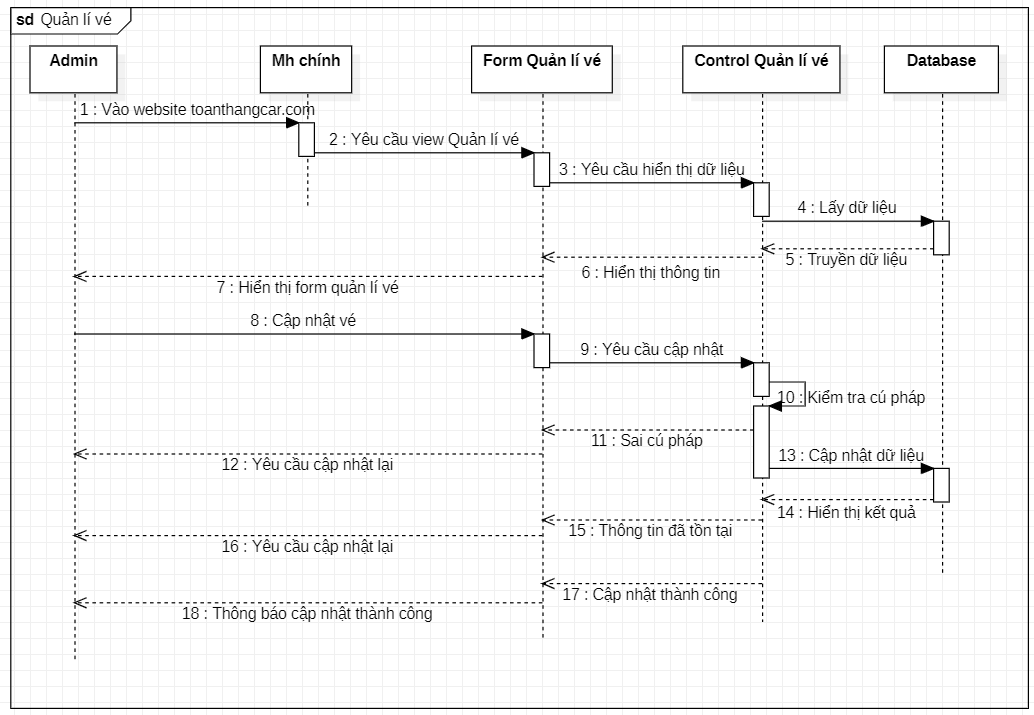 sd Quản lí vé
Admin
Mh chính
Form Quản lí vé
Control Quản lí vé
Database
1 : Vào website toanthangcar.com
2 : Yêu cầu view Quản lí vé
3 : Yêu cầu hiển thị dữ liệu
4 : Lấy dữ liệu
5 : Truyền dữ liệu
6 : Hiển thị thông tin
7 : Hiển thị form quản lí vé
8 : Cập nhật vé
9 : Yêu cầu cập nhật
10 : Kiểm tra cú pháp
11 : Sai cú pháp
12 : Yêu cầu cập nhật lại
13 : Cập nhật dữ liệu
14 : Hiển thị kết quả
15 : Thông tin đã tồn tại
16 : Yêu cầu cập nhật lại
17 : Cập nhật thành công
18 : Thông báo cập nhật thành công